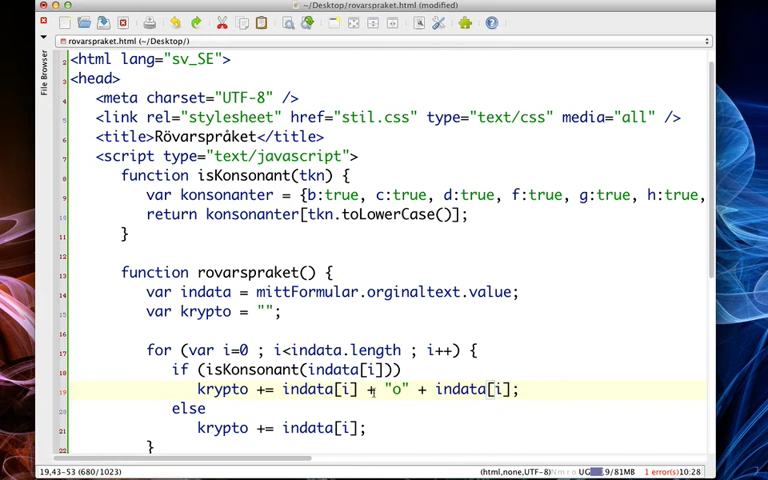 ~/Desktop/rovarspraket.html (modified)
rovarspraket.html (~/Desktop/)
File Browser
<html lang="sv_SE">
<head>
<meta charset="UTF-8" />
<link rel="stylesheet" href="stil.css" type="text/css" media="all" />
<title>Rövarspråket</title>
<script type="text/javascript">
function isKonsonant(tkn) {
var konsonanter = {b:true, c:true, d:true, f:true, g:true, h:true,
return konsonanter[tkn.toLowerCase()];
}
function rovarspraket() {
var indata = mittFormular.orginaltext.value;
var krypto = "";
for (var i=0 ; i<indata.length ; i++) {
if (isKonsonant(indata[i]))
krypto += indata[i] + "o" + indata[i];
else
krypto += indata[i];
}
19,43-53 (680/1023)
(html,none,UTF-8)
1 error(s)10:28